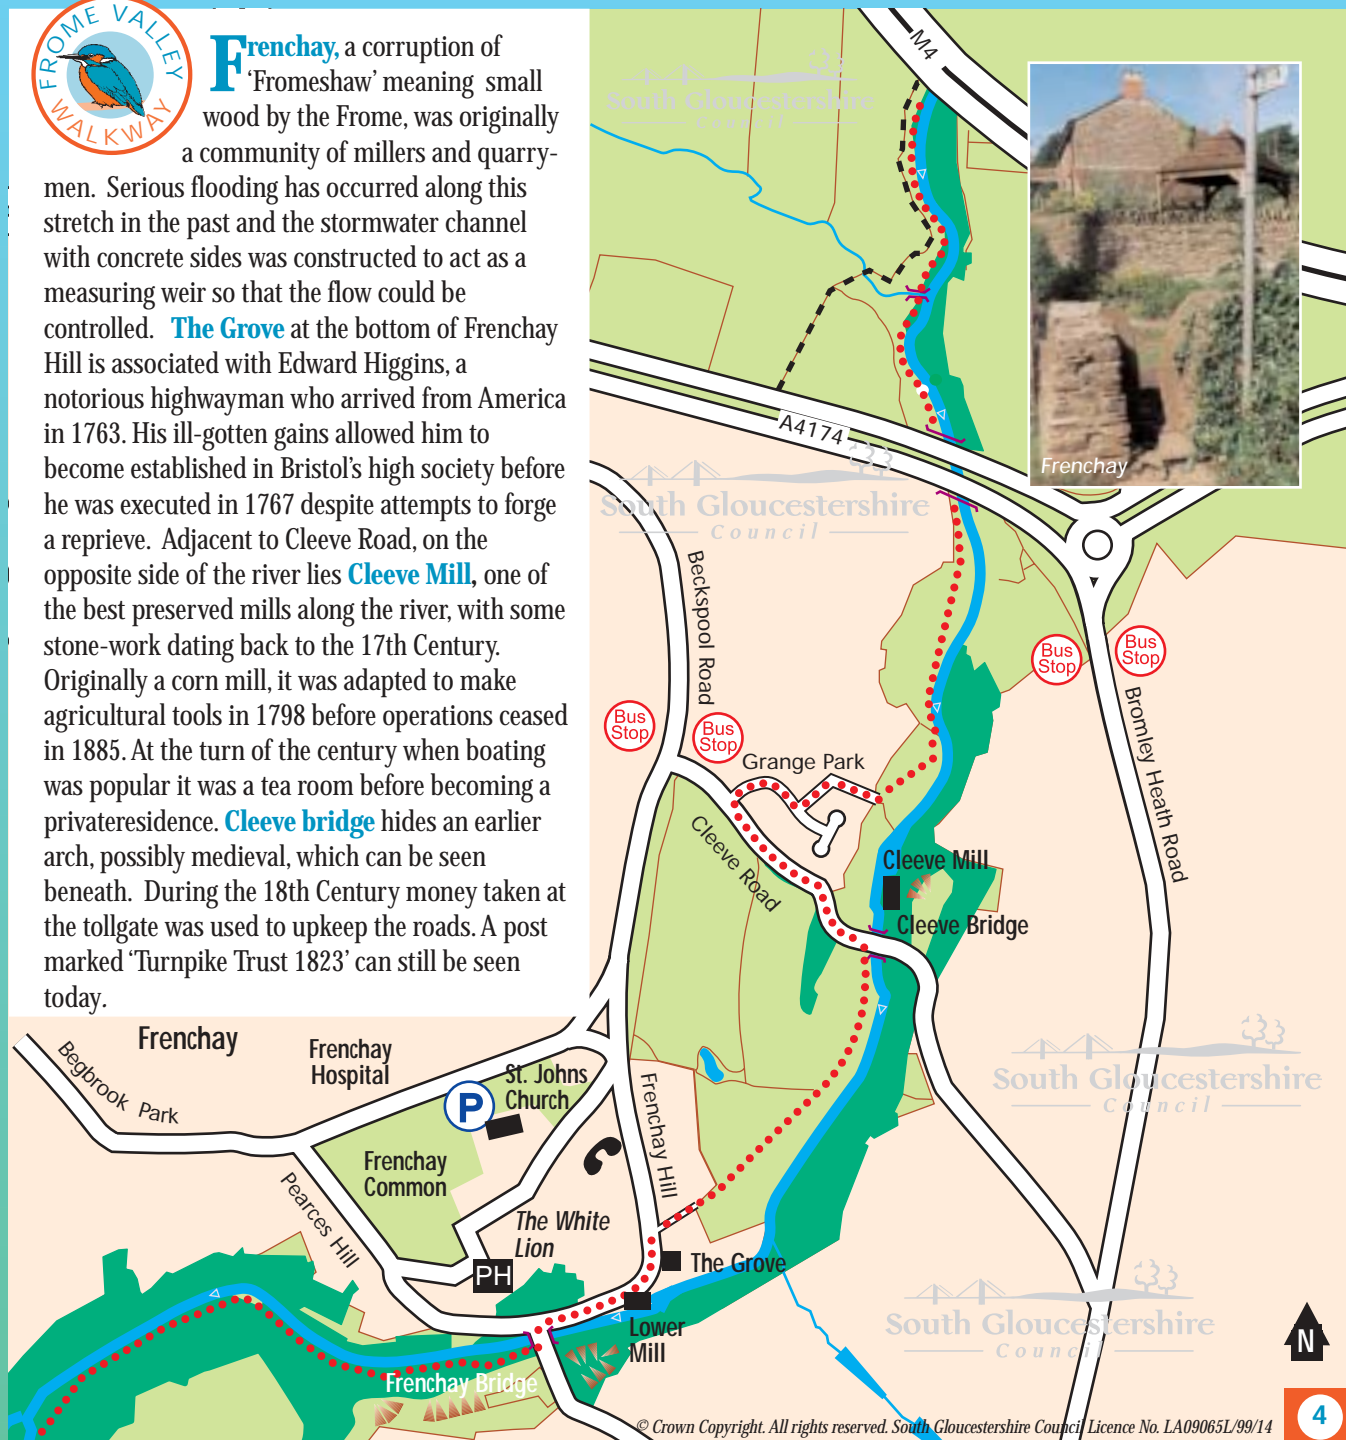 FROME VALLEY
WALKWAY
Frenchay, a corruption of
‘Fromeshaw’ meaning small
wood by the Frome, was originally
a community of millers and quarry-
men. Serious flooding has occurred along this
stretch in the past and the stormwater channel
with concrete sides was constructed to act as a
measuring weir so that the flow could be
controlled. The Grove at the bottom of Frenchay
Hill is associated with Edward Higgins, a
notorious highwayman who arrived from America
in 1763. His ill-gotten gains allowed him to
become established in Bristol’s high society before
he was executed in 1767 despite attempts to forge
a reprieve. Adjacent to Cleeve Road, on the
opposite side of the river lies Cleeve Mill, one of
the best preserved mills along the river, with some
stone-work dating back to the 17th Century.
Originally a corn mill, it was adapted to make
agricultural tools in 1798 before operations ceased
in 1885. At the turn of the century when boating
was popular it was a tea room before becoming a
privateresidence. Cleeve bridge hides an earlier
arch, possibly medieval, which can be seen
beneath. During the 18th Century money taken at
the tollgate was used to upkeep the roads. A post
marked ‘Turnpike Trust 1823’ can still be seen
today.
M4
South Gloucestershire
Council
Frenchay
A4174
South Gloucestershire
Council
Beckspool Road
Bus
Stop
Bus
Stop
Bus
Stop
Bus
Stop
Bromley Heath Road
Grange Park
Cleeve Road
Cleeve Mill
Cleeve Bridge
Frenchay
Begbrook Park
Frenchay
Hospital
St. Johns
Church
P
Frenchay
Common
Frenchay Hill
Pearces Hill
The White
Lion
PH
The Grove
Lower
Mill
Frenchay Bridge
South Gloucestershire
Council
South Gloucestershire
Council
N
© Crown Copyright. All rights reserved. South Gloucestershire Council Licence No. LA09065L/99/14
4